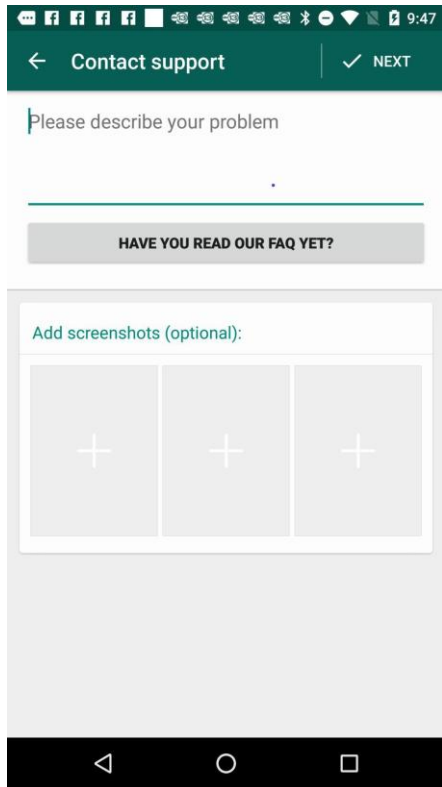 9:47
Contact support
NEXT
Please describe your problem
HAVE YOU READ OUR FAQ YET?
Add screenshots (optional):